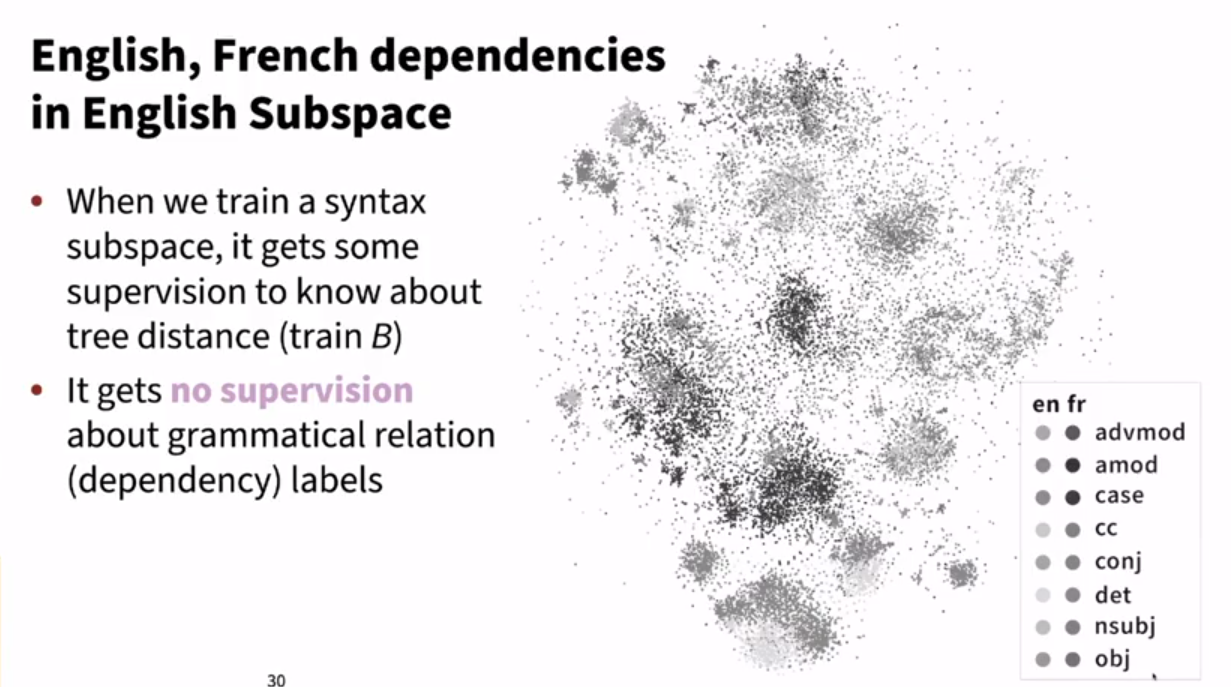 English, French dependencies
in English Subspace
• When we train a syntax
subspace, it gets some
supervision to know about
tree distance (train B)
• It gets no supervision
about grammatical relation
(dependency) labels
en fr
advmod
amod
case
cc
conj
det
nsubj
obj
30